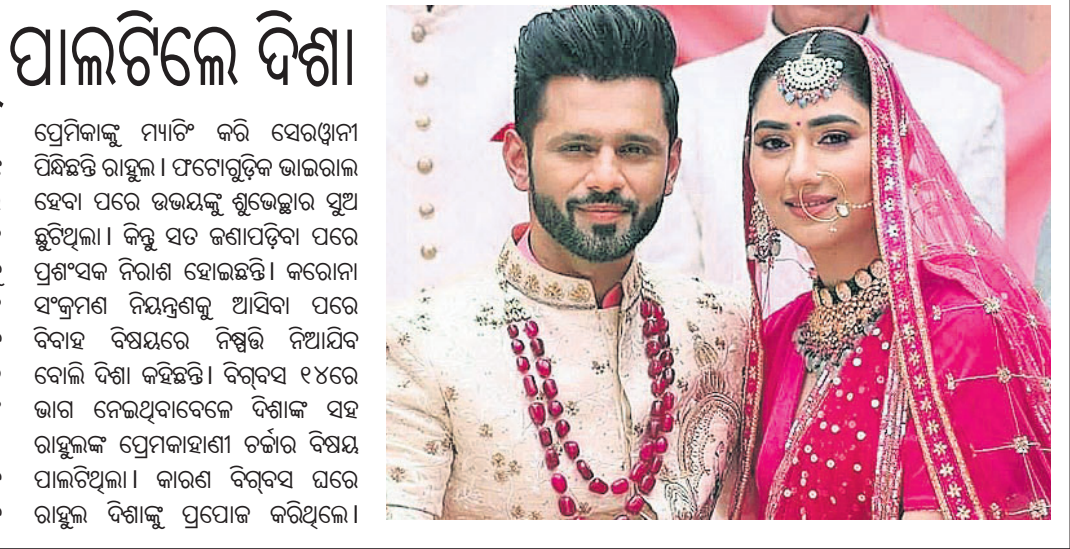 ପାଲଟିଲେ ଦିଶା
ପ୍ରେମିକାଙ୍କୁ ମ୍ୟାଚିଂ କରି ସେରୱାନୀ
ପିନ୍ଧିଛନ୍ତି ରାହୁଲ। ଫଟୋଗୁଡ଼ିକ ଭାଇରାଲ
ହେବା ପରେ ଉଭୟଙ୍କୁ ଶୁଭେଚ୍ଛାର ସୁଅ
ଛୁଟିଥିଲା। କିନ୍ତୁ ସତ ଜଣାପଡ଼ିବା ପରେ
ପ୍ରଶଂସକ ନିରାଶ ହୋଇଛନ୍ତି। କରୋନା
ସଂକ୍ରମଣ ନିୟନ୍ତ୍ରଣକୁ ଆସିବା ପରେ
ବିବାହ ବିଷୟରେ ନିଷ୍ପତ୍ତି ନିଆଯିବ
ବୋଲି ଦିଶା କହିଛନ୍ତି। ବିଗ୍‌ବସ ୧୪ରେ
ଭାଗ ନେଇଥିବାବେଳେ ଦିଶାଙ୍କ ସହ
ରାହୁଲଙ୍କ ପ୍ରେମକାହାଣୀ ଚର୍ଚ୍ଚାର ବିଷୟ
ପାଲଟିଥିଲା। କାରଣ ବିଗ୍‌ବସ ଘରେ
ରାହୁଲ ଦିଶାଙ୍କୁ ପ୍ରପୋଜ କରିଥିଲେ।